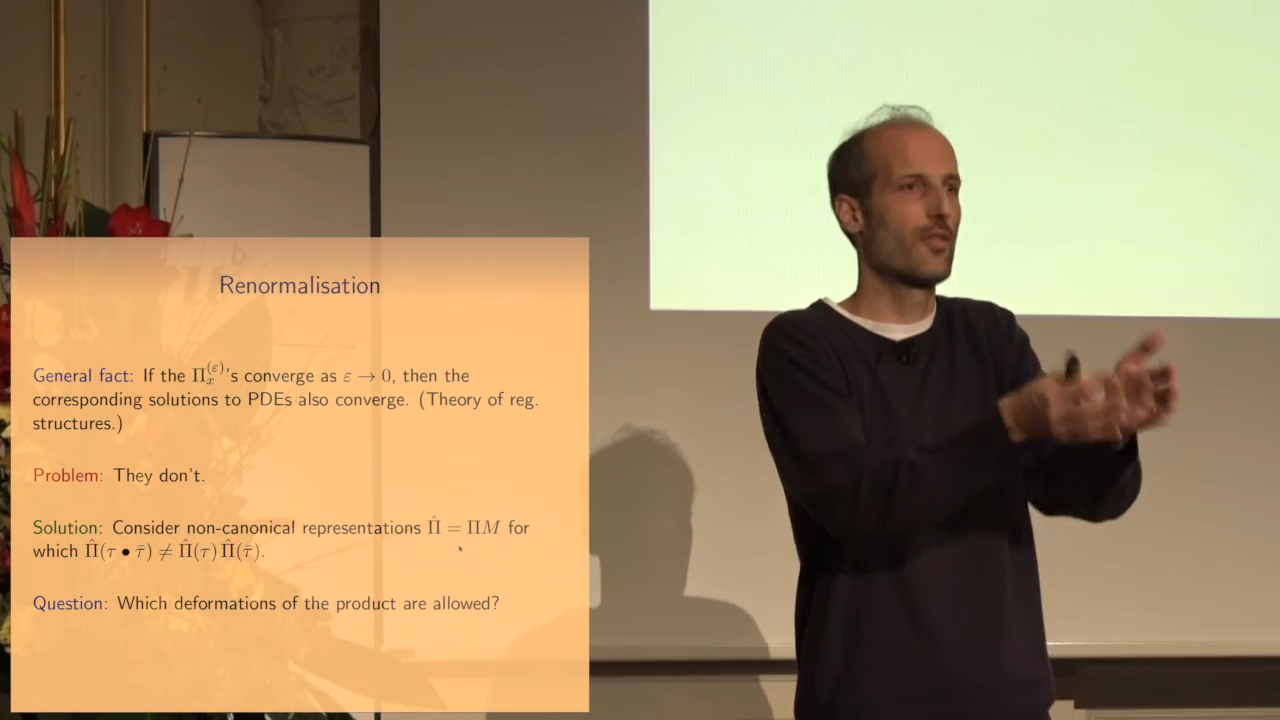 Renormalisation
General fact: If the Π_x^(ε)'s converge as ε → 0, then the
corresponding solutions to PDEs also converge. (Theory of reg.
structures.)
Problem: They don't.
Solution: Consider non-canonical representations Π̂ = ΠM for
which Π̂(τ • τ̄) ≠ Π̂(τ) Π̂(τ̄).
Question: Which deformations of the product are allowed?